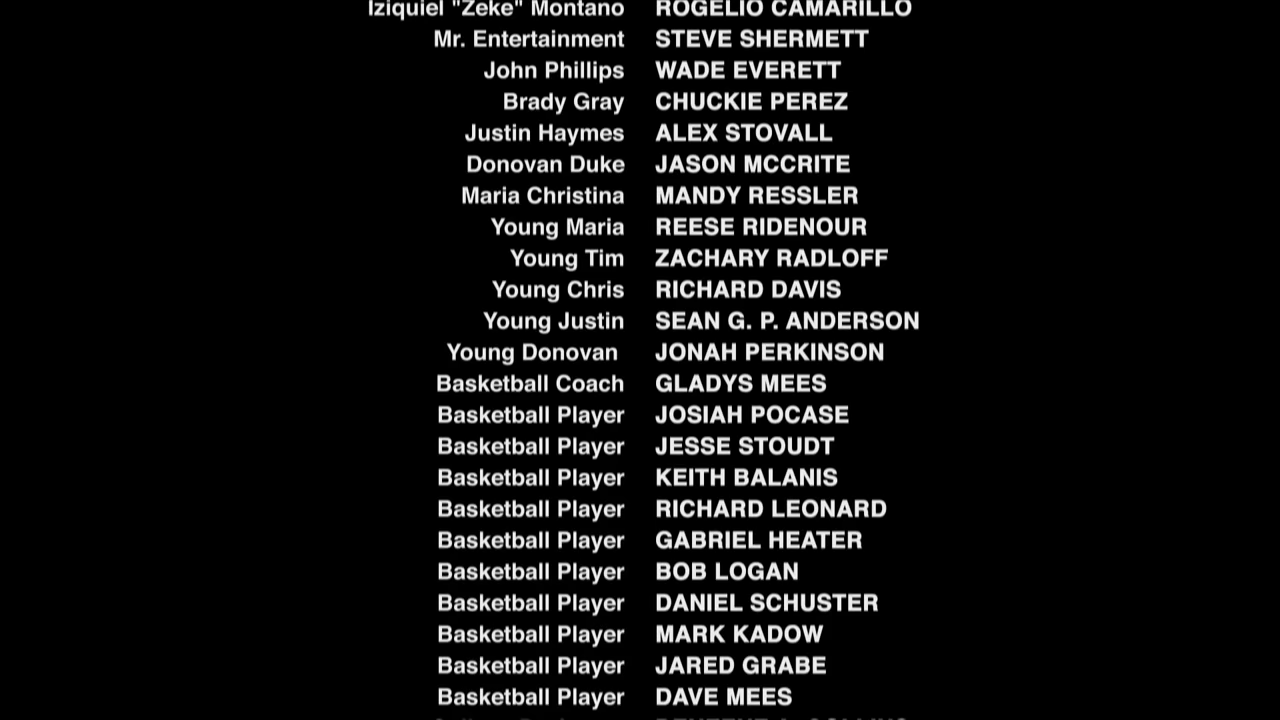 Iziquiel "Zeke" Montano ROGELIO CAMARILLO
Mr. Entertainment STEVE SHERMETT
John Phillips WADE EVERETT
Brady Gray CHUCKIE PEREZ
Justin Haymes ALEX STOVALL
Donovan Duke JASON MCCRITE
Maria Christina MANDY RESSLER
Young Maria REESE RIDENOUR
Young Tim ZACHARY RADLOFF
Young Chris RICHARD DAVIS
Young Justin SEAN G. P. ANDERSON
Young Donovan JONAH PERKINSON
Basketball Coach GLADYS MEES
Basketball Player JOSIAH POCASE
Basketball Player JESSE STOUDT
Basketball Player KEITH BALANIS
Basketball Player RICHARD LEONARD
Basketball Player GABRIEL HEATER
Basketball Player BOB LOGAN
Basketball Player DANIEL SCHUSTER
Basketball Player MARK KADOW
Basketball Player JARED GRABE
Basketball Player DAVE MEES